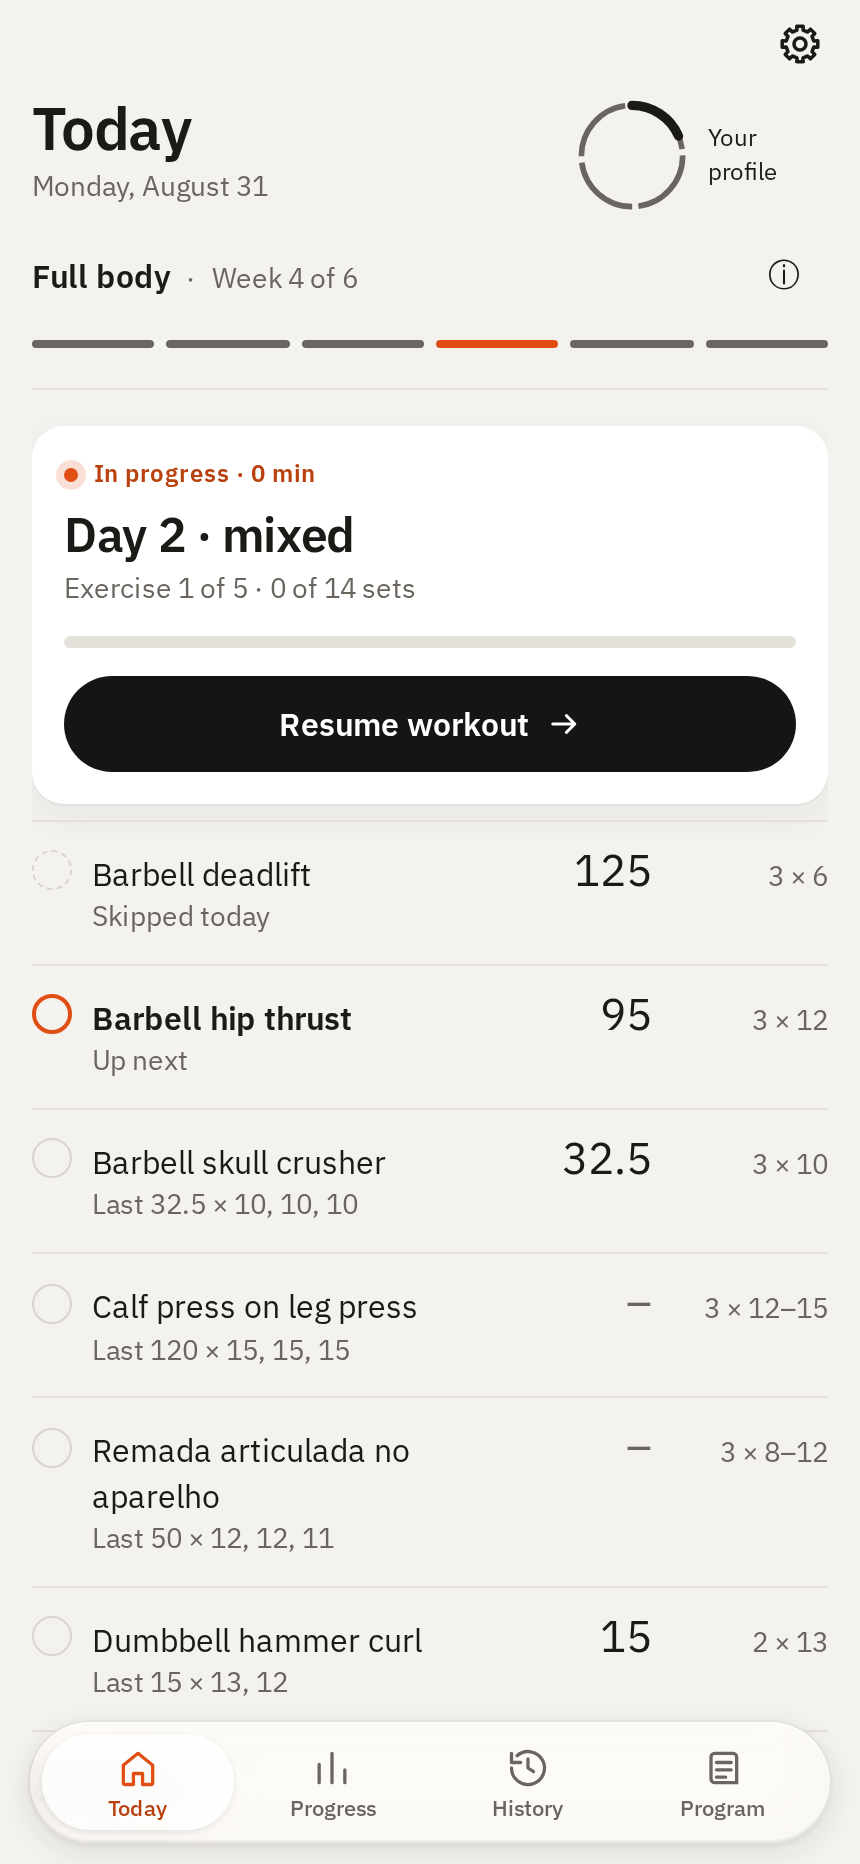 Today
Monday, August 31
Your
profile
Full body · Week 4 of 6
In progress · 0 min
Day 2 · mixed
Exercise 1 of 5 · 0 of 14 sets
Resume workout →
Barbell deadlift 125 3 × 6
Skipped today
Barbell hip thrust 95 3 × 12
Up next
Barbell skull crusher 32.5 3 × 10
Last 32.5 × 10, 10, 10
Calf press on leg press – 3 × 12–15
Last 120 × 15, 15, 15
Remada articulada no – 3 × 8–12
aparelho
Last 50 × 12, 12, 11
Dumbbell hammer curl 15 2 × 13
Last 15 × 13, 12
Today Progress History Program